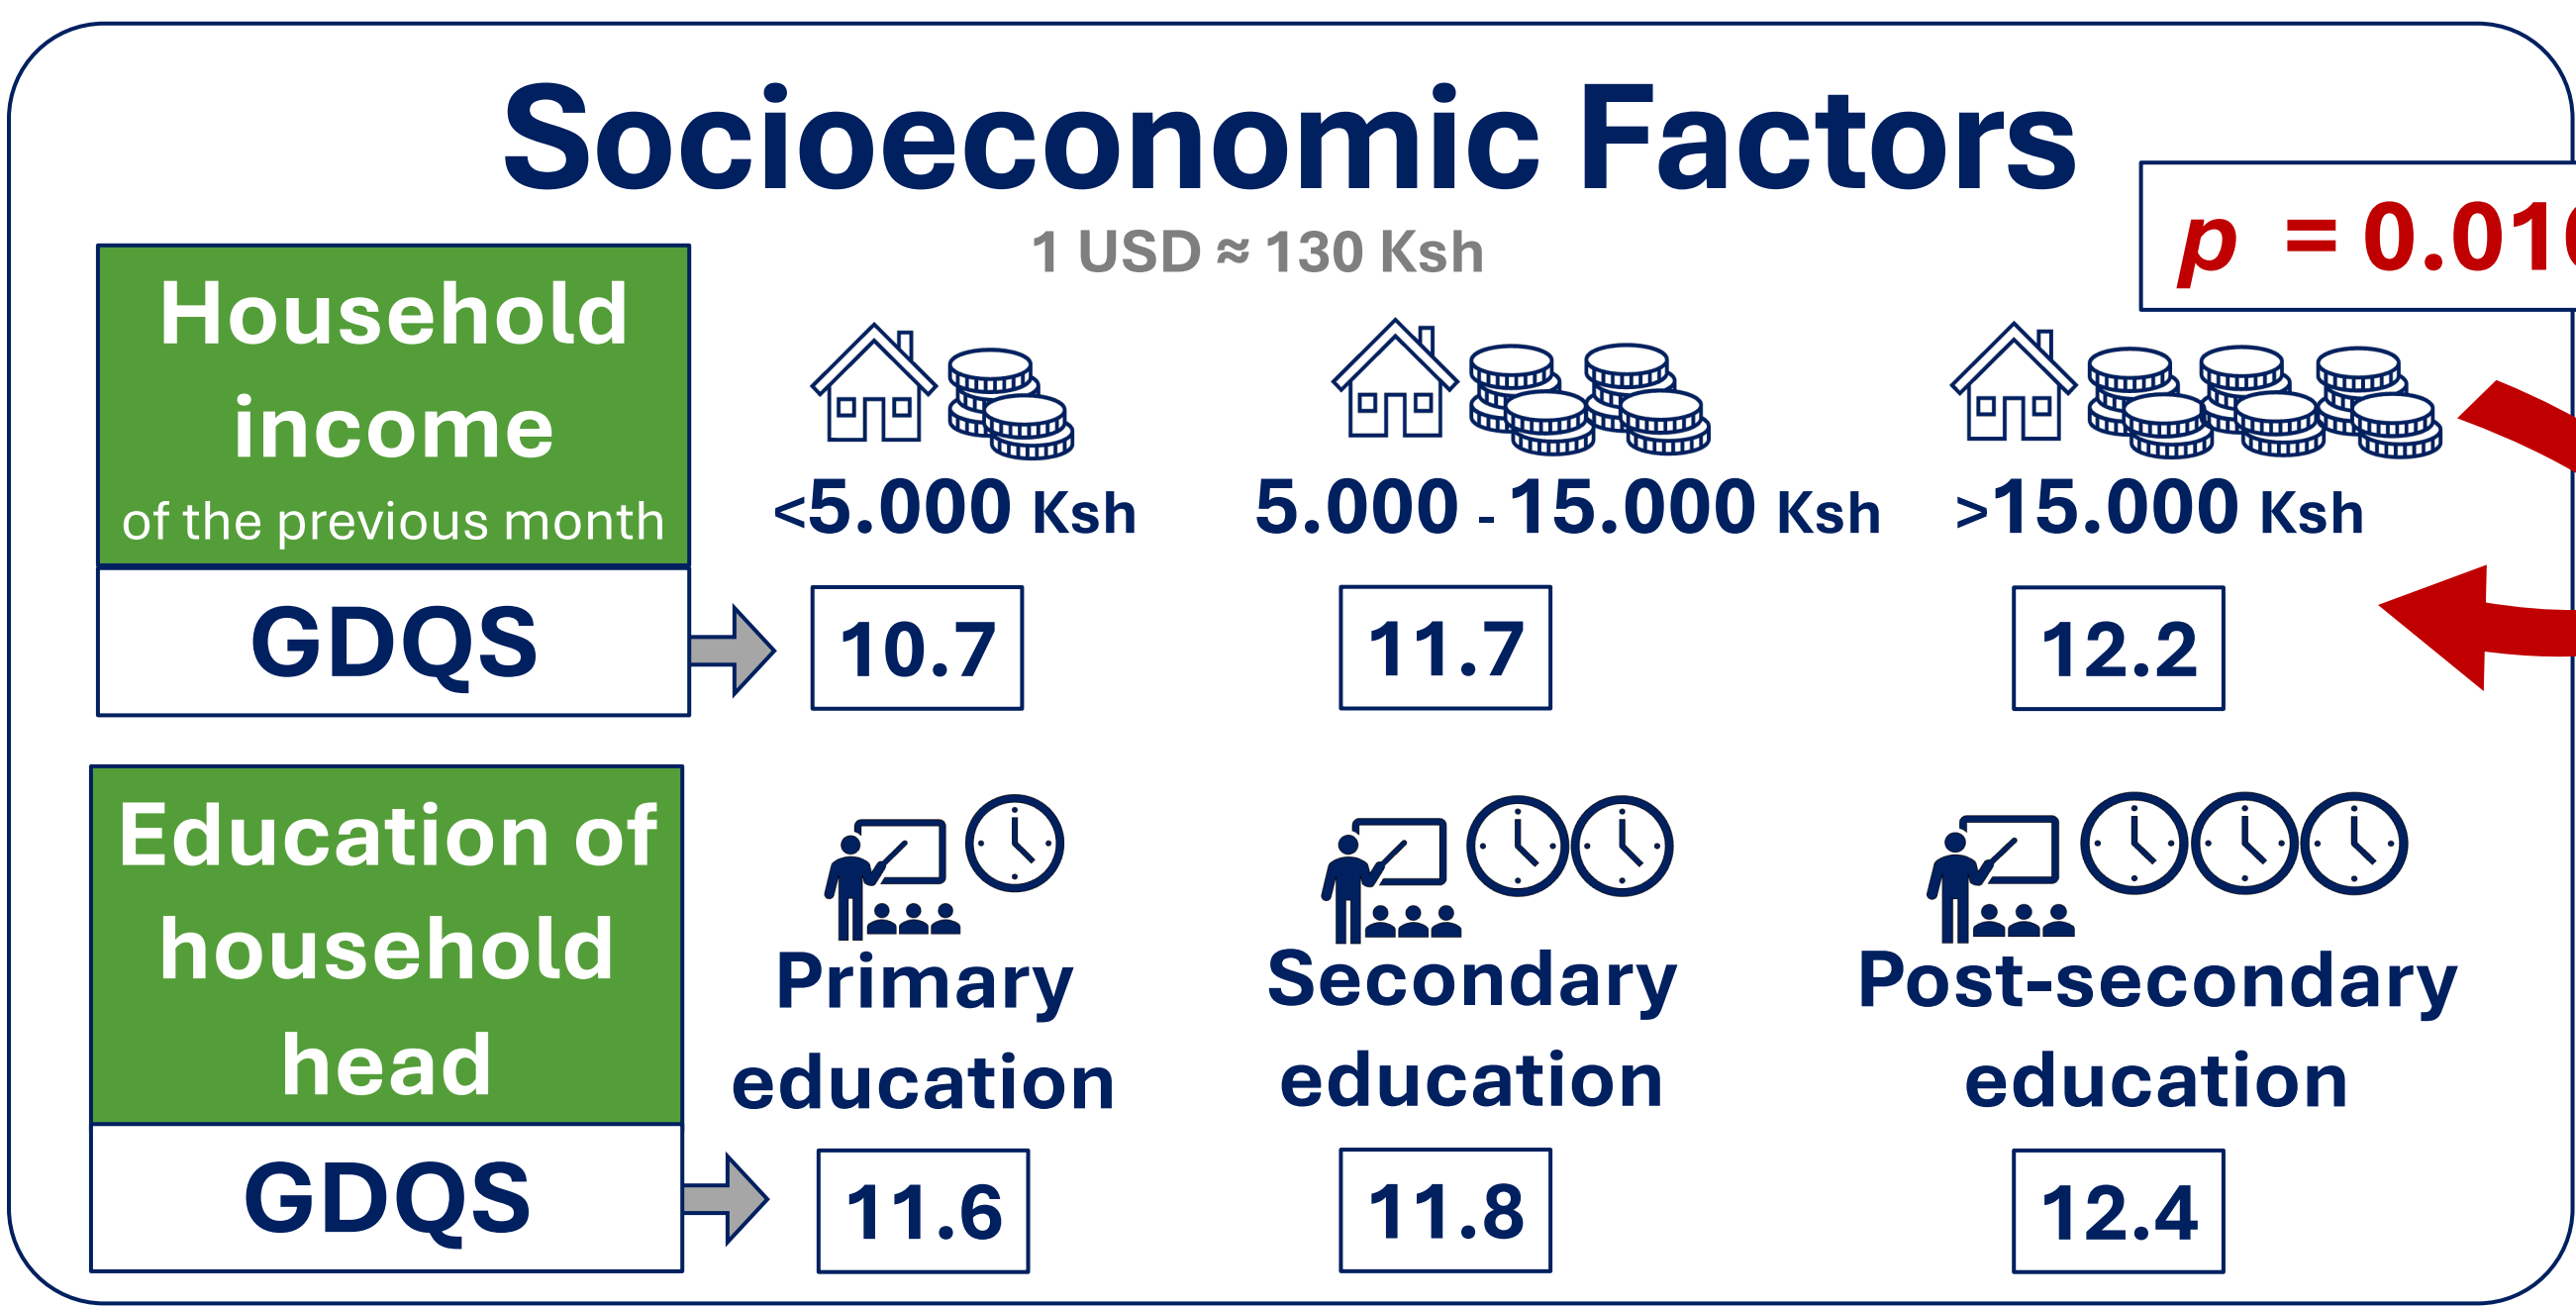 Socioeconomic Factors
1 USD ≈ 130 Ksh
p = 0.01
Household
income
of the previous month
<5.000 Ksh
5.000 - 15.000 Ksh
>15.000 Ksh
GDQS
10.7
11.7
12.2
Education of
household
head
Primary
education
Secondary
education
Post-secondary
education
GDQS
11.6
11.8
12.4